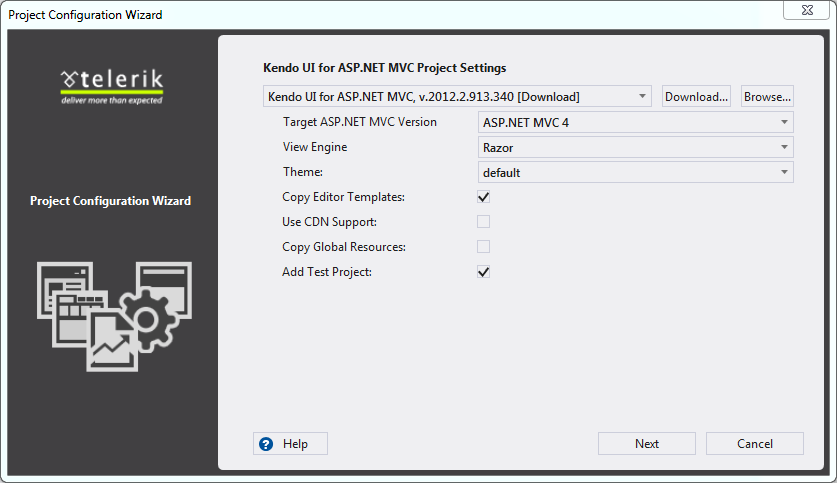 Project Configuration Wizard
telerik
deliver more than expected
Project Configuration Wizard
Kendo UI for ASP.NET MVC Project Settings
Kendo UI for ASP.NET MVC, v.2012.2.913.340 [Download] Download... Browse...
Target ASP.NET MVC Version ASP.NET MVC 4
View Engine Razor
Theme: default
Copy Editor Templates:
Use CDN Support:
Copy Global Resources:
Add Test Project:
? Help Next Cancel